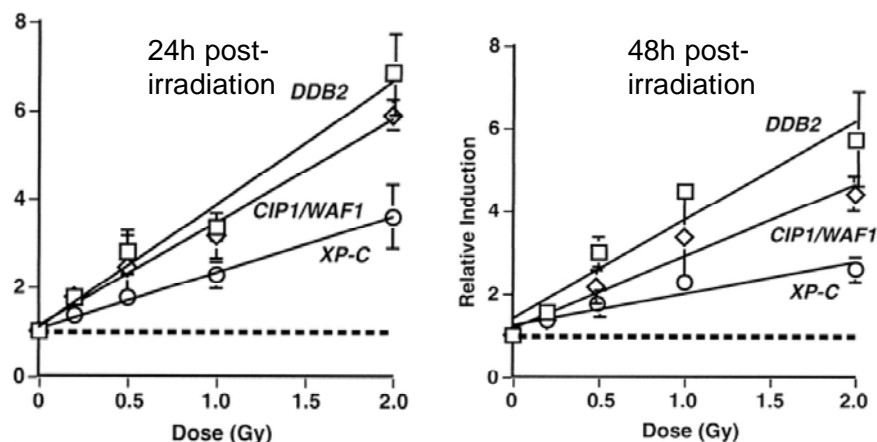 8
6
4
2
0
24h post-
irradiation
DDB2
CIP1/WAF1
XP-C
0
0.5
1.0
1.5
2.0
Dose (Gy)
Relative Induction
8
6
4
2
0
48h post-
irradiation
DDB2
CIP1/WAF1
XP-C
0
0.5
1.0
1.5
2.0
Dose (Gy)